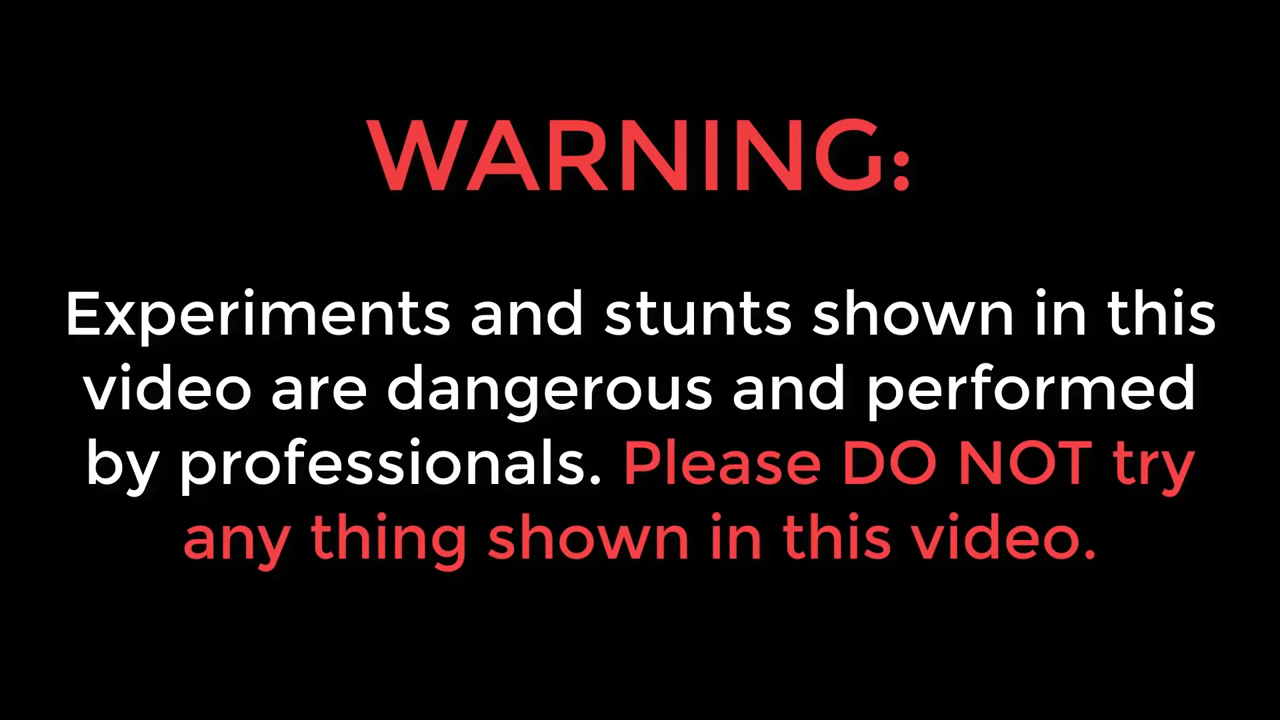 WARNING:
Experiments and stunts shown in this
video are dangerous and performed
by professionals. Please DO NOT try
any thing shown in this video.